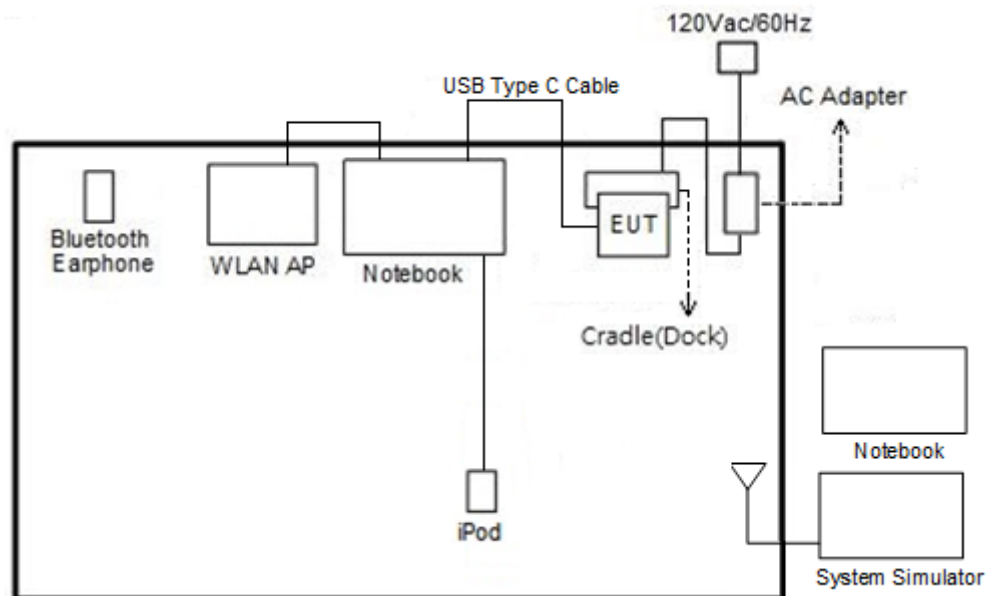 120Vac/60Hz
USB Type C Cable
AC Adapter
EUT
Bluetooth
Earphone
WLAN AP
Notebook
Cradle(Dock)
Notebook
iPod
System Simulator